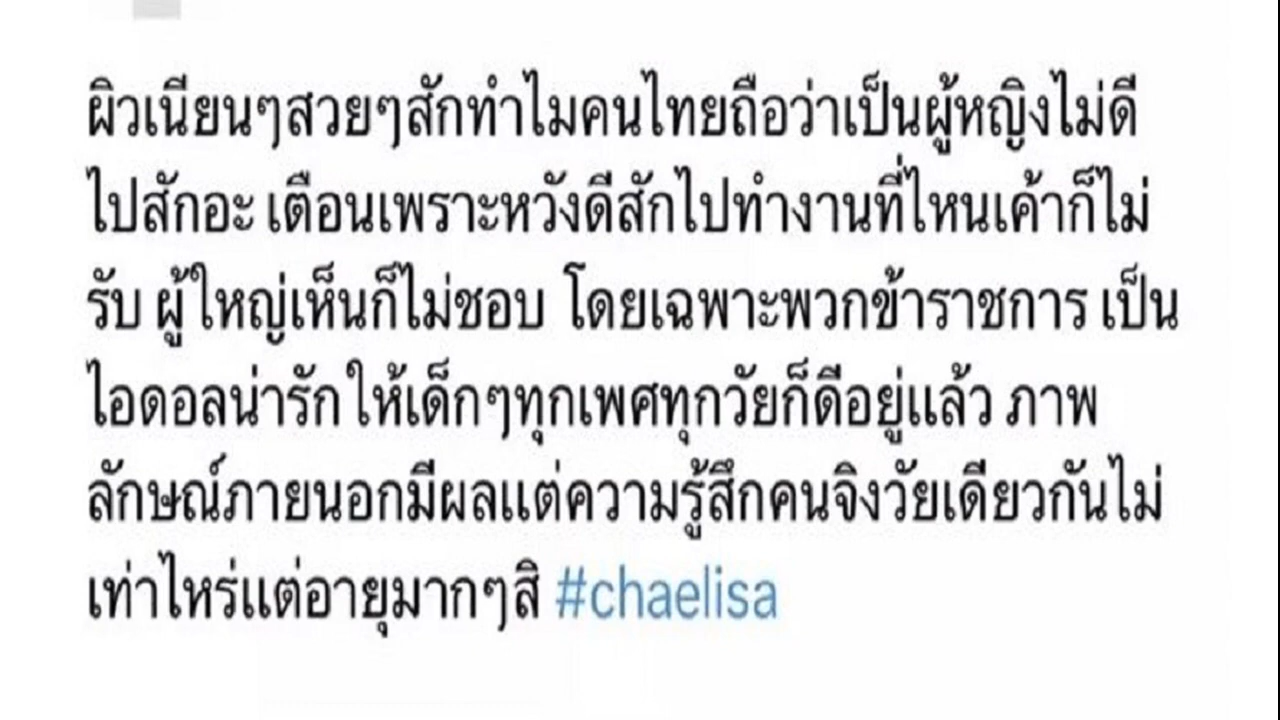 ผิวเนียนๆสวยๆสักทำไมคนไทยถือว่าเป็นผู้หญิงไม่ดี
ไปสักอะ เตือนเพราะหวังดีสักไปทำงานที่ไหนเค้าก็ไม่
รับ ผู้ใหญ่เห็นก็ไม่ชอบ โดยเฉพาะพวกข้าราชการ เป็น
ไอดอลน่ารักให้เด็กๆทุกเพศทุกวัยก็ดีอยู่แล้ว ภาพ
ลักษณ์ภายนอกมีผลแต่ความรู้สึกคนจิงวัยเดียวกันไม่
เท่าไหร่แต่อายุมากๆสิ #chaelisa